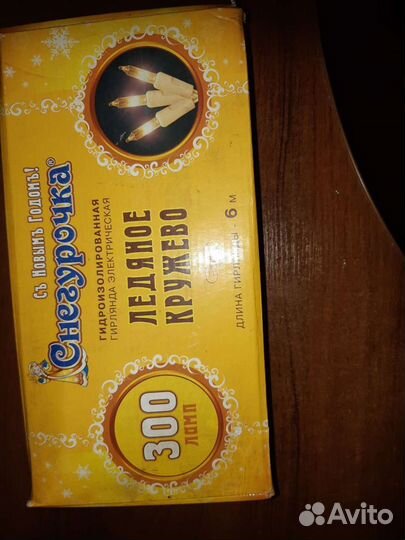 Съ Новымъ Годомъ!
Снегурочка®
ГИДРОИЗОЛИРОВАННАЯ
ГИРЛЯНДА ЭЛЕКТРИЧЕСКАЯ
ЛЕДЯНОЕ
КРУЖЕВО
ДЛИНА ГИРЛЯНДЫ - 6 м
300
ЛАМП
Avito